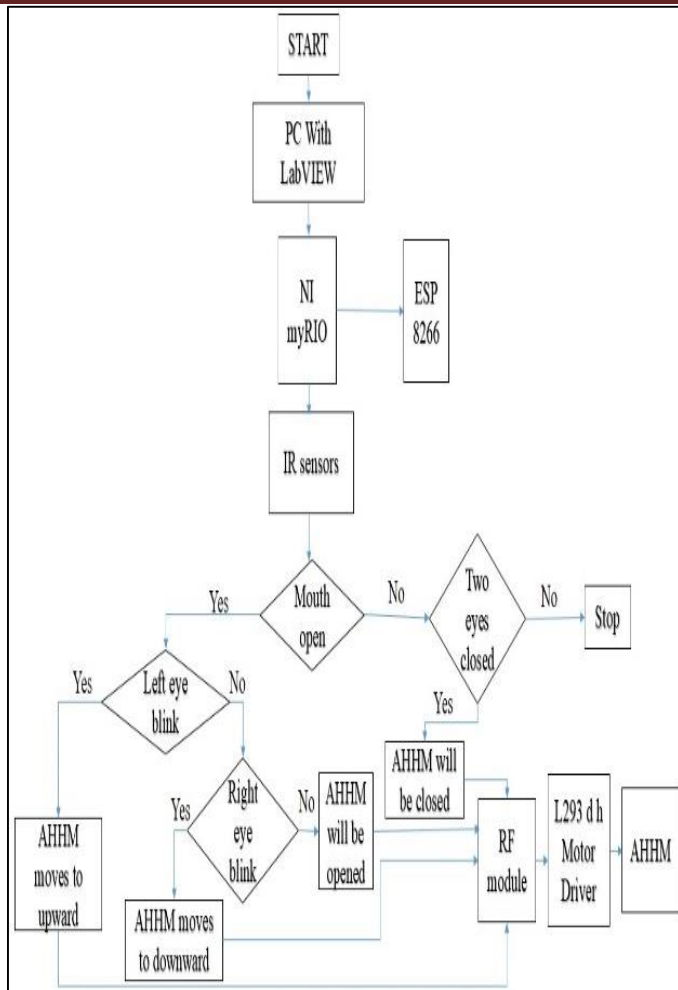 START
PC With
LabVIEW
NI
myRIO
ESP
8266
IR sensors
Mouth
open
Yes
No
Two
eyes
closed
No
Stop
Left eye
blink
Yes
No
Yes
AHHM will
be closed
Right
eye
blink
Yes
No
AHHM
will be
opened
AHHM
moves to
upward
AHHM moves
to downward
RF
module
L293 d h
Motor
Driver
AHHM